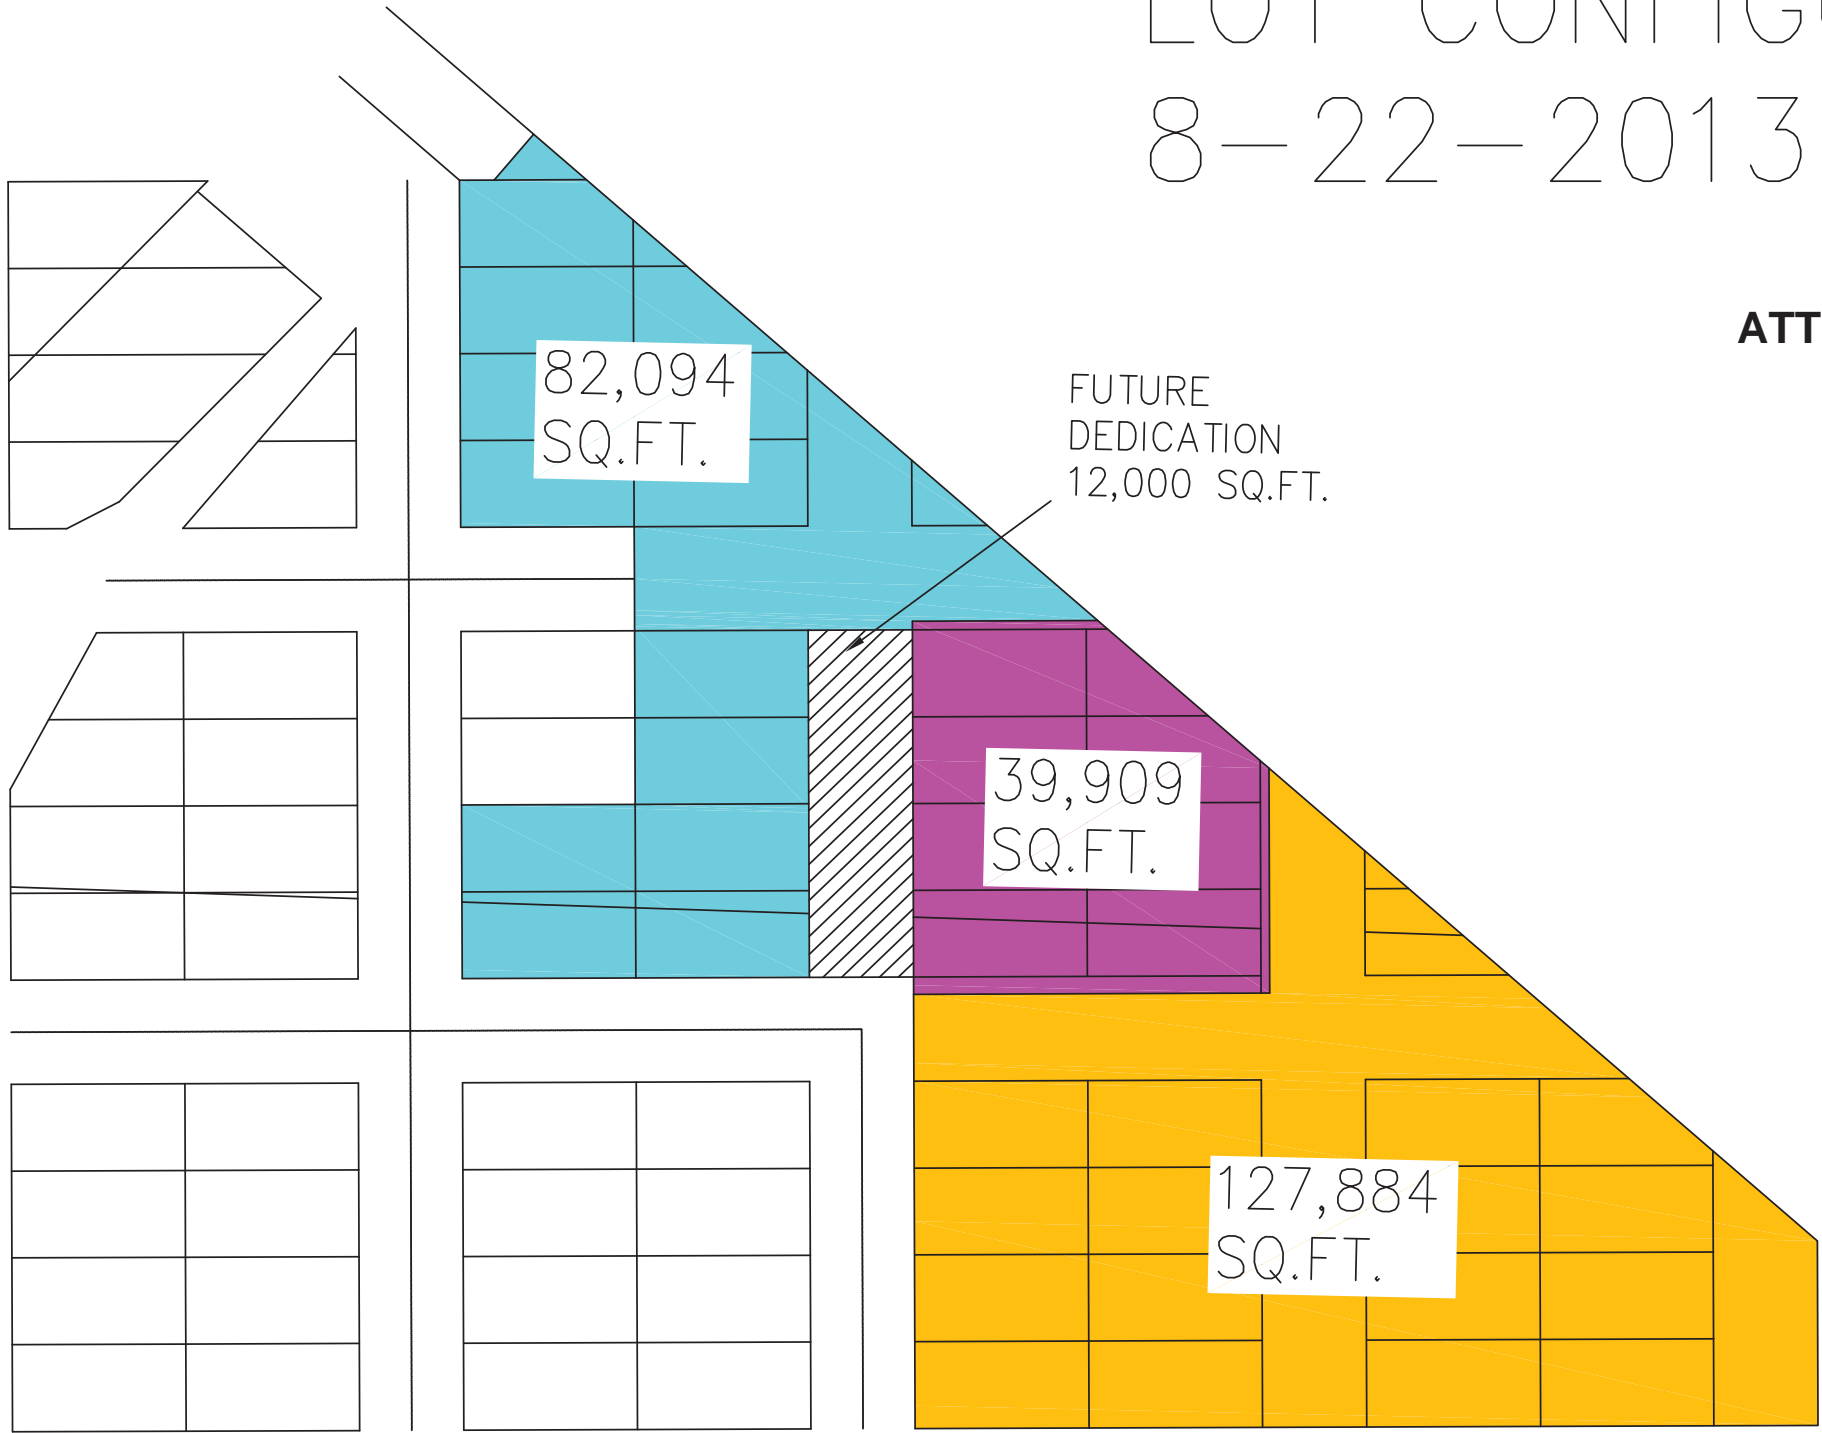 8-22-2013
ATT
FUTURE
DEDICATION
12,000 SQ.FT.
82,094
SQ.FT.
39,909
SQ.FT.
127,884
SQ.FT.